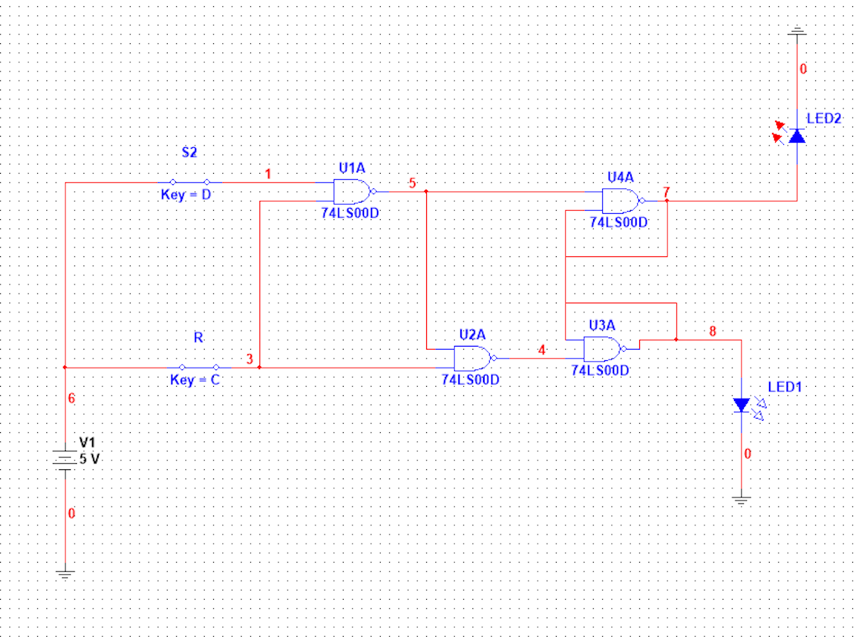 0
LED2
S2
Key = D
1
U1A
74LS00D
5
U4A
74LS00D
7
R
Key = C
3
U2A
74LS00D
4
U3A
74LS00D
8
LED1
0
6
V1
5 V
0